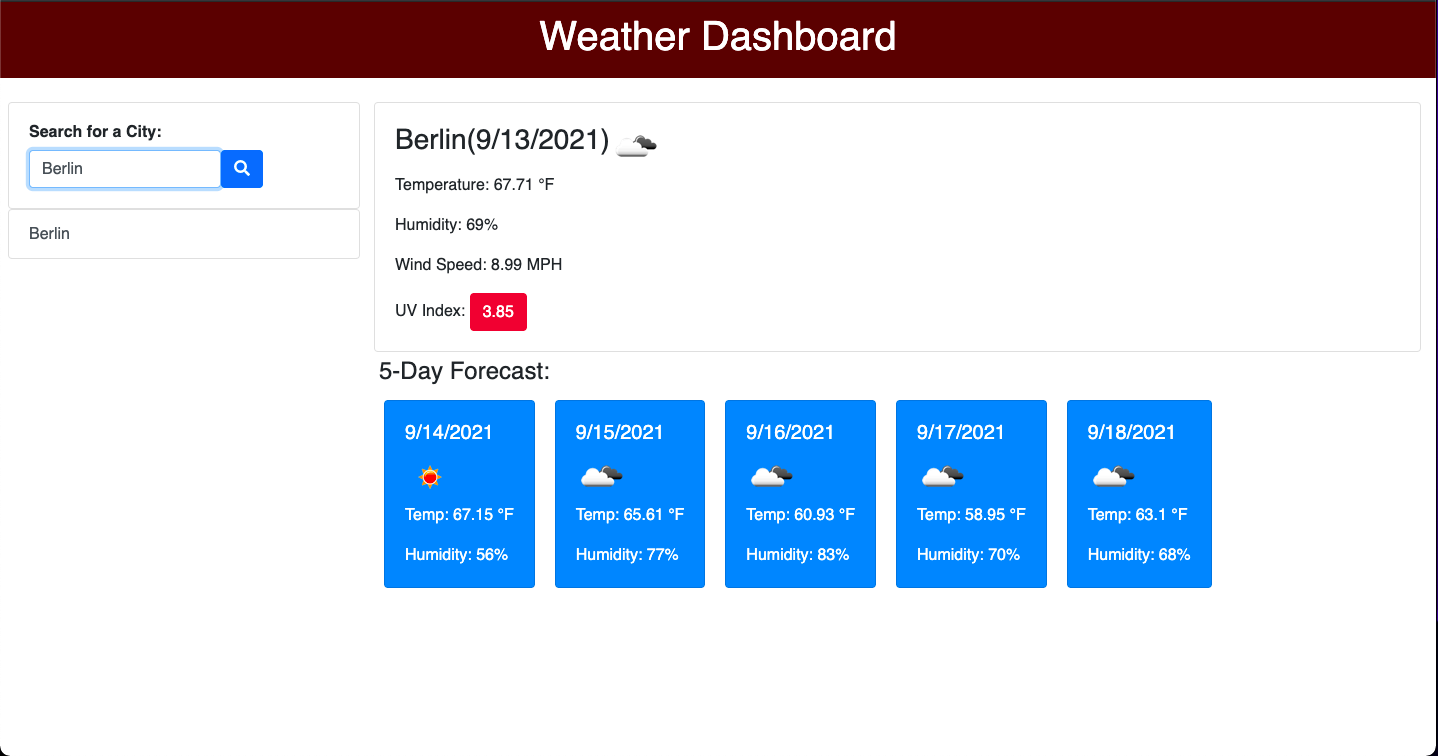 Weather Dashboard
Search for a City:
Berlin
Berlin
Berlin(9/13/2021)
Temperature: 67.71 °F
Humidity: 69%
Wind Speed: 8.99 MPH
UV Index: 3.85
5-Day Forecast:
9/14/2021
Temp: 67.15 °F
Humidity: 56%
9/15/2021
Temp: 65.61 °F
Humidity: 77%
9/16/2021
Temp: 60.93 °F
Humidity: 83%
9/17/2021
Temp: 58.95 °F
Humidity: 70%
9/18/2021
Temp: 63.1 °F
Humidity: 68%